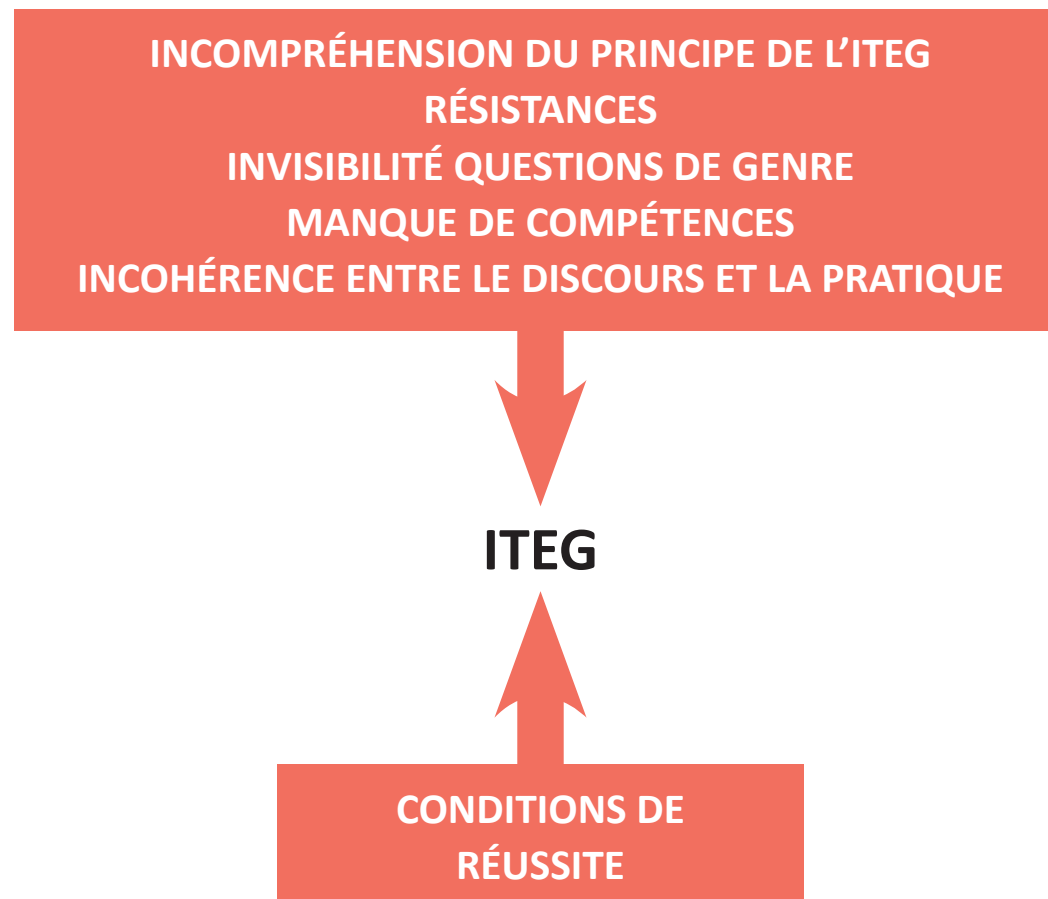 INCOMPRÉHENSION DU PRINCIPE DE L’ITEG
RÉSISTANCES
INVISIBILITÉ QUESTIONS DE GENRE
MANQUE DE COMPÉTENCES
INCOHÉRENCE ENTRE LE DISCOURS ET LA PRATIQUE
ITEG
CONDITIONS DE
RÉUSSITE